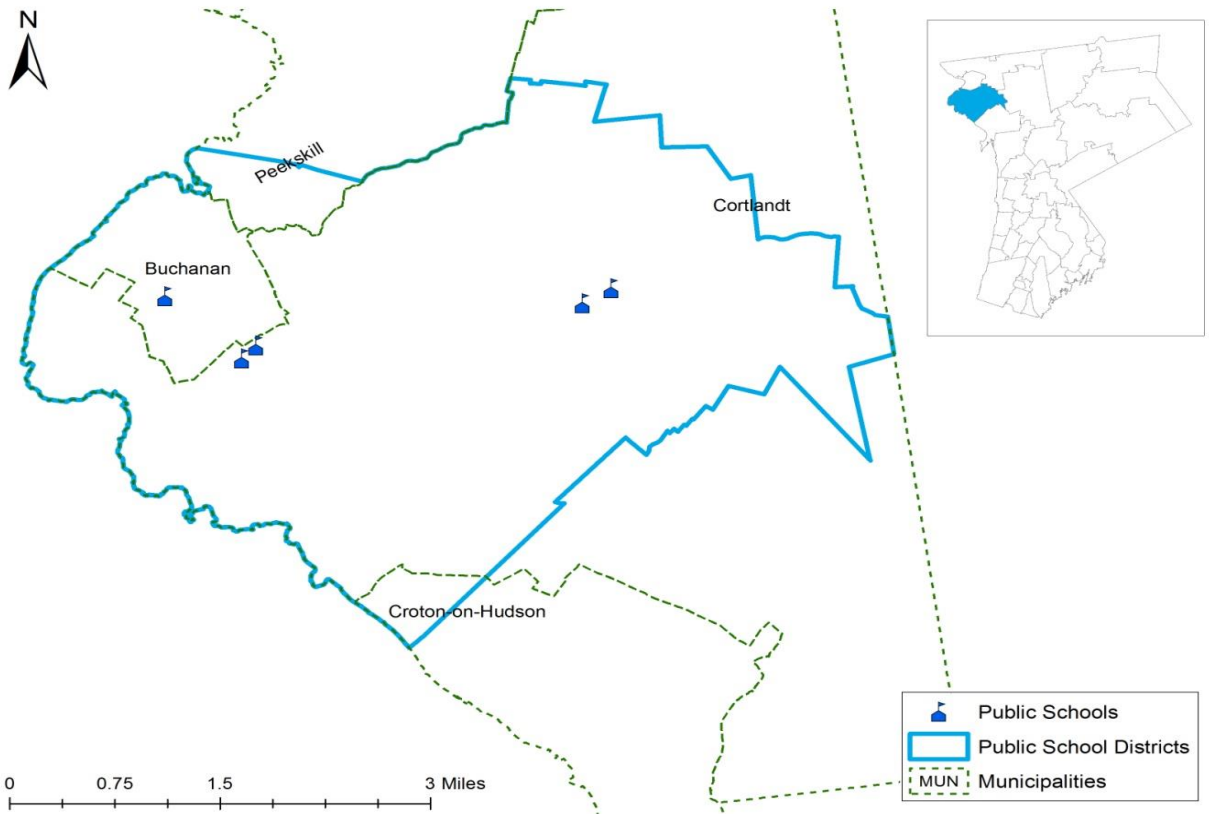 N
Peekskill
Cortlandt
Buchanan
Croton-on-Hudson
Public Schools
Public School Districts
MUN Municipalities
0 0.75 1.5 3 Miles